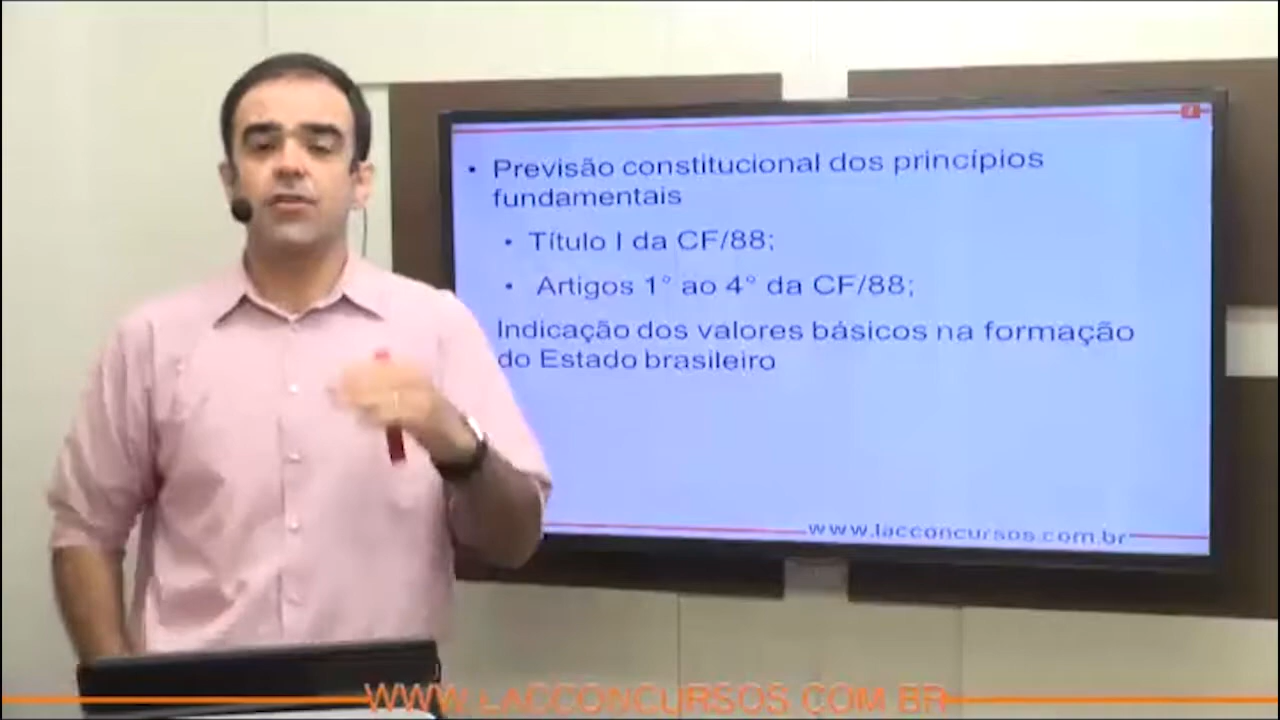 Previsão constitucional dos princípios
fundamentais
Título I da CF/88;
Artigos 1° ao 4° da CF/88;
Indicação dos valores básicos na formação
do Estado brasileiro
www.lacconcursos.com.br
WWW.LACCONCURSOS.COM.BR